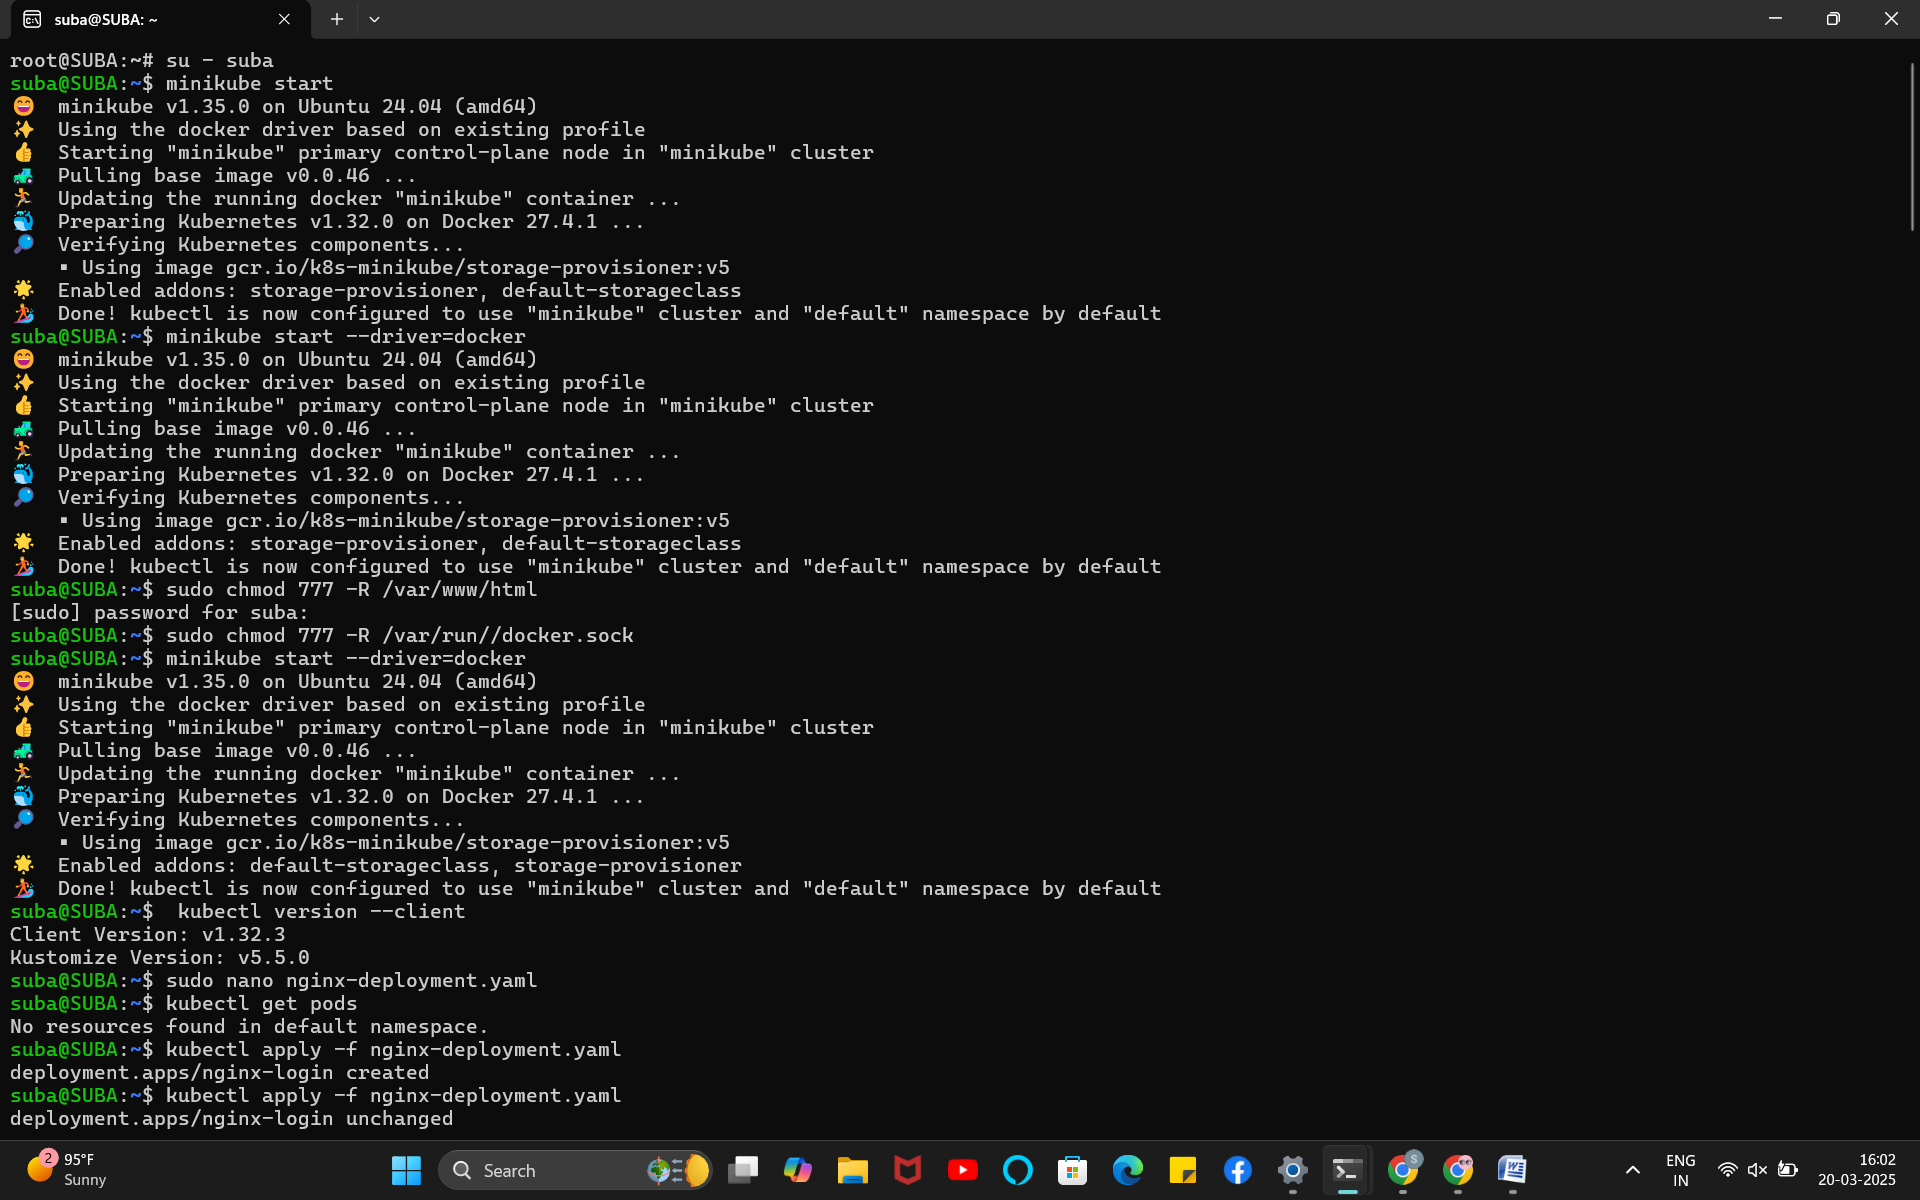 suba@SUBA: ~
root@SUBA:~# su - suba
suba@SUBA:~$ minikube start
minikube v1.35.0 on Ubuntu 24.04 (amd64)
Using the docker driver based on existing profile
Starting "minikube" primary control-plane node in "minikube" cluster
Pulling base image v0.0.46 ...
Updating the running docker "minikube" container ...
Preparing Kubernetes v1.32.0 on Docker 27.4.1 ...
Verifying Kubernetes components...
▪ Using image gcr.io/k8s-minikube/storage-provisioner:v5
Enabled addons: storage-provisioner, default-storageclass
Done! kubectl is now configured to use "minikube" cluster and "default" namespace by default
suba@SUBA:~$ minikube start --driver=docker
minikube v1.35.0 on Ubuntu 24.04 (amd64)
Using the docker driver based on existing profile
Starting "minikube" primary control-plane node in "minikube" cluster
Pulling base image v0.0.46 ...
Updating the running docker "minikube" container ...
Preparing Kubernetes v1.32.0 on Docker 27.4.1 ...
Verifying Kubernetes components...
▪ Using image gcr.io/k8s-minikube/storage-provisioner:v5
Enabled addons: storage-provisioner, default-storageclass
Done! kubectl is now configured to use "minikube" cluster and "default" namespace by default
suba@SUBA:~$ sudo chmod 777 -R /var/www/html
[sudo] password for suba:
suba@SUBA:~$ sudo chmod 777 -R /var/run//docker.sock
suba@SUBA:~$ minikube start --driver=docker
minikube v1.35.0 on Ubuntu 24.04 (amd64)
Using the docker driver based on existing profile
Starting "minikube" primary control-plane node in "minikube" cluster
Pulling base image v0.0.46 ...
Updating the running docker "minikube" container ...
Preparing Kubernetes v1.32.0 on Docker 27.4.1 ...
Verifying Kubernetes components...
▪ Using image gcr.io/k8s-minikube/storage-provisioner:v5
Enabled addons: default-storageclass, storage-provisioner
Done! kubectl is now configured to use "minikube" cluster and "default" namespace by default
suba@SUBA:~$  kubectl version --client
Client Version: v1.32.3
Kustomize Version: v5.5.0
suba@SUBA:~$ sudo nano nginx-deployment.yaml
suba@SUBA:~$ kubectl get pods
No resources found in default namespace.
suba@SUBA:~$ kubectl apply -f nginx-deployment.yaml
deployment.apps/nginx-login created
suba@SUBA:~$ kubectl apply -f nginx-deployment.yaml
deployment.apps/nginx-login unchanged
2
95°F
Sunny
Search
S
ENG
IN
16:02
20-03-2025